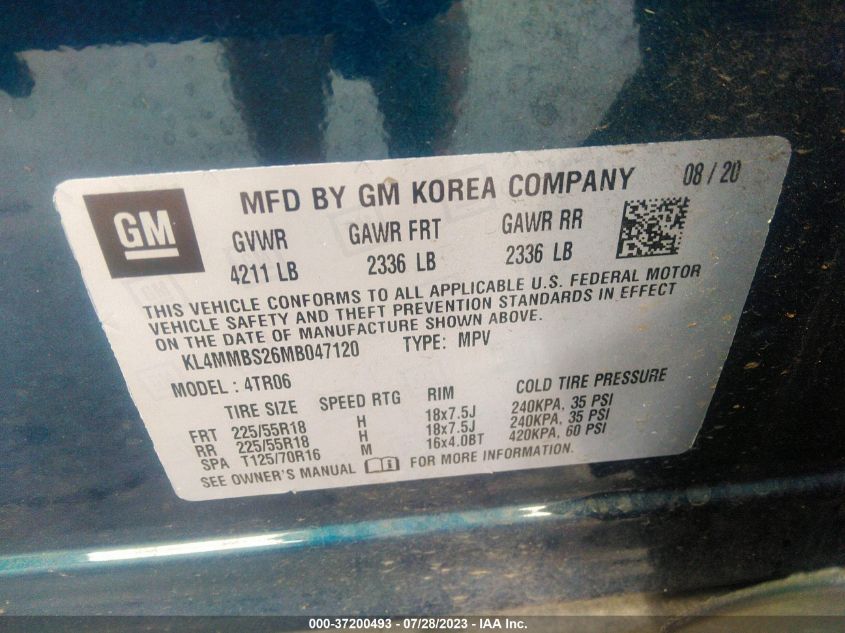 GM
MFD BY GM KOREA COMPANY 08/20
GVWR GAWR FRT GAWR RR
4211 LB 2336 LB 2336 LB
THIS VEHICLE CONFORMS TO ALL APPLICABLE U.S. FEDERAL MOTOR
VEHICLE SAFETY AND THEFT PREVENTION STANDARDS IN EFFECT
ON THE DATE OF MANUFACTURE SHOWN ABOVE.
KL4MMBS26MB047120 TYPE: MPV
MODEL: 4TR06
TIRE SIZE SPEED RTG RIM COLD TIRE PRESSURE
FRT 225/55R18 H 18x7.5J 240KPA, 35 PSI
RR 225/55R18 H 18x7.5J 240KPA, 35 PSI
SPA T125/70R16 M 16x4.0BT 420KPA, 60 PSI
SEE OWNER'S MANUAL FOR MORE INFORMATION.
000-37200493 - 07/28/2023 - IAA Inc.